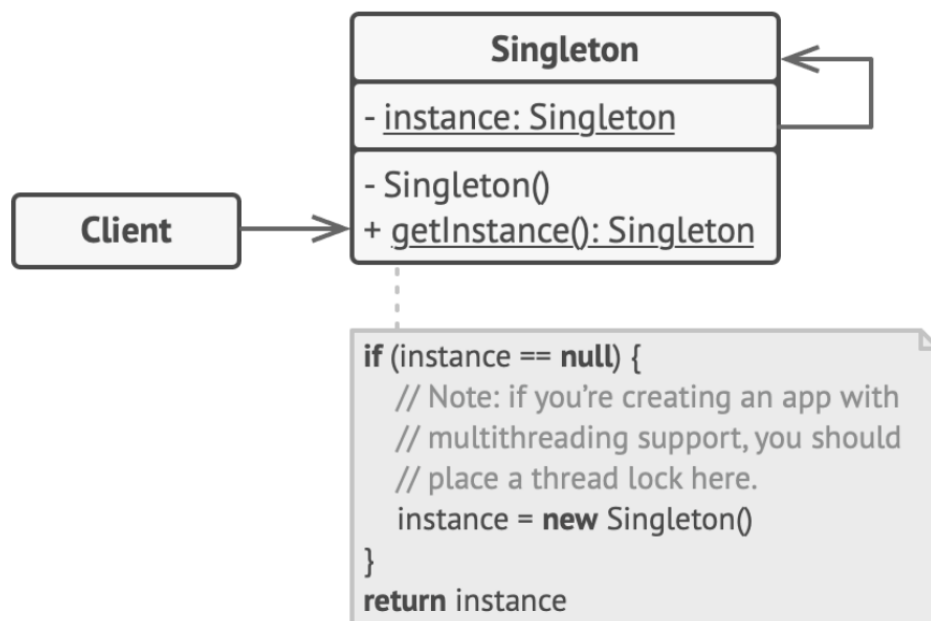 Singleton
- instance: Singleton
- Singleton()
+ getInstance(): Singleton
Client
if (instance == null) {
// Note: if you’re creating an app with
// multithreading support, you should
// place a thread lock here.
instance = new Singleton()
}
return instance